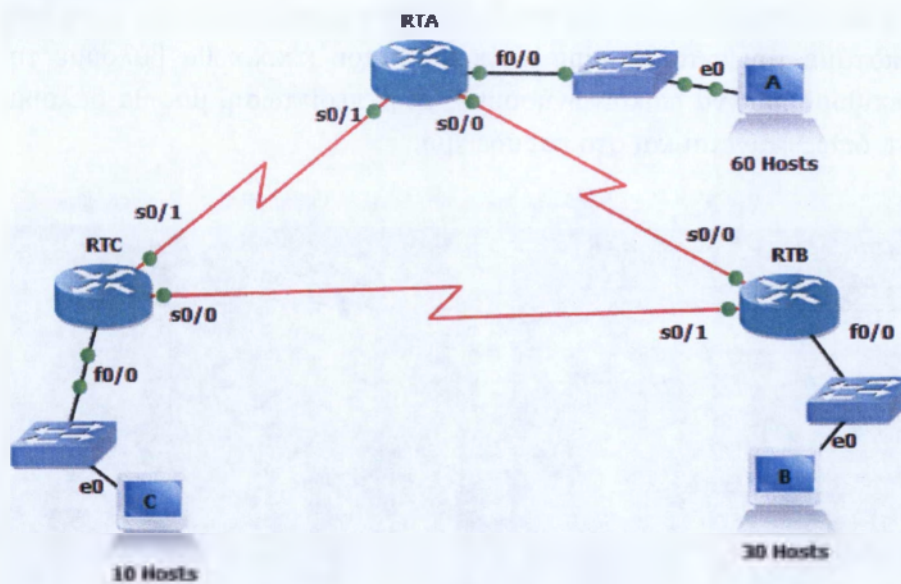 RTA
f0/0
e0
A
s0/1
s0/0
60 Hosts
s0/1
s0/0
RTC
RTB
s0/0
s0/1
f0/0
f0/0
e0
e0
C
B
10 Hosts
30 Hosts